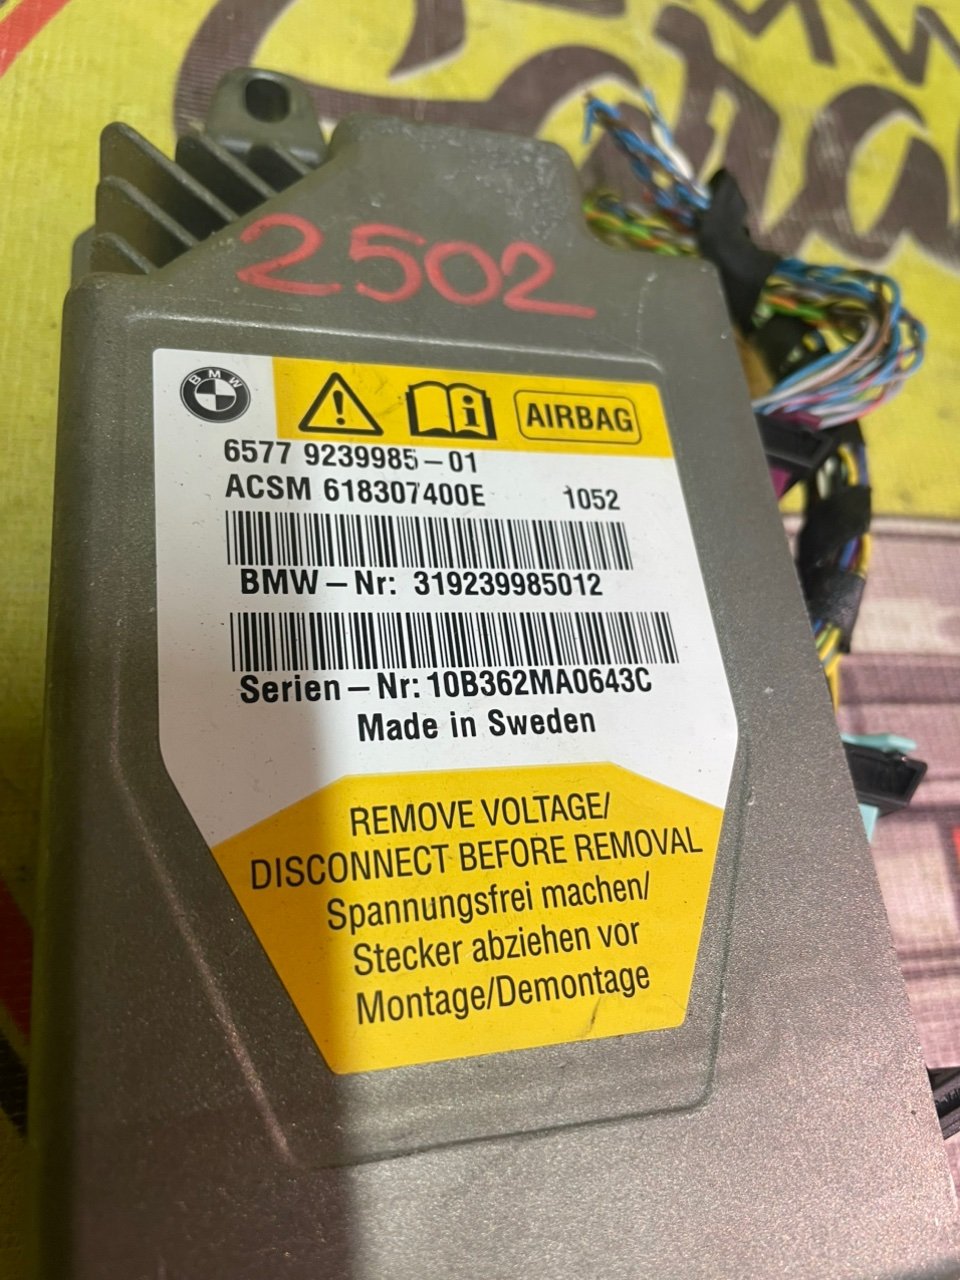 2502
BMW
AIRBAG
6577 9239985-01
ACSM 618307400E 1052
BMW-Nr: 319239985012
Serien-Nr: 10B362MA0643C
Made in Sweden
REMOVE VOLTAGE/
DISCONNECT BEFORE REMOVAL
Spannungsfrei machen/
Stecker abziehen vor
Montage/Demontage